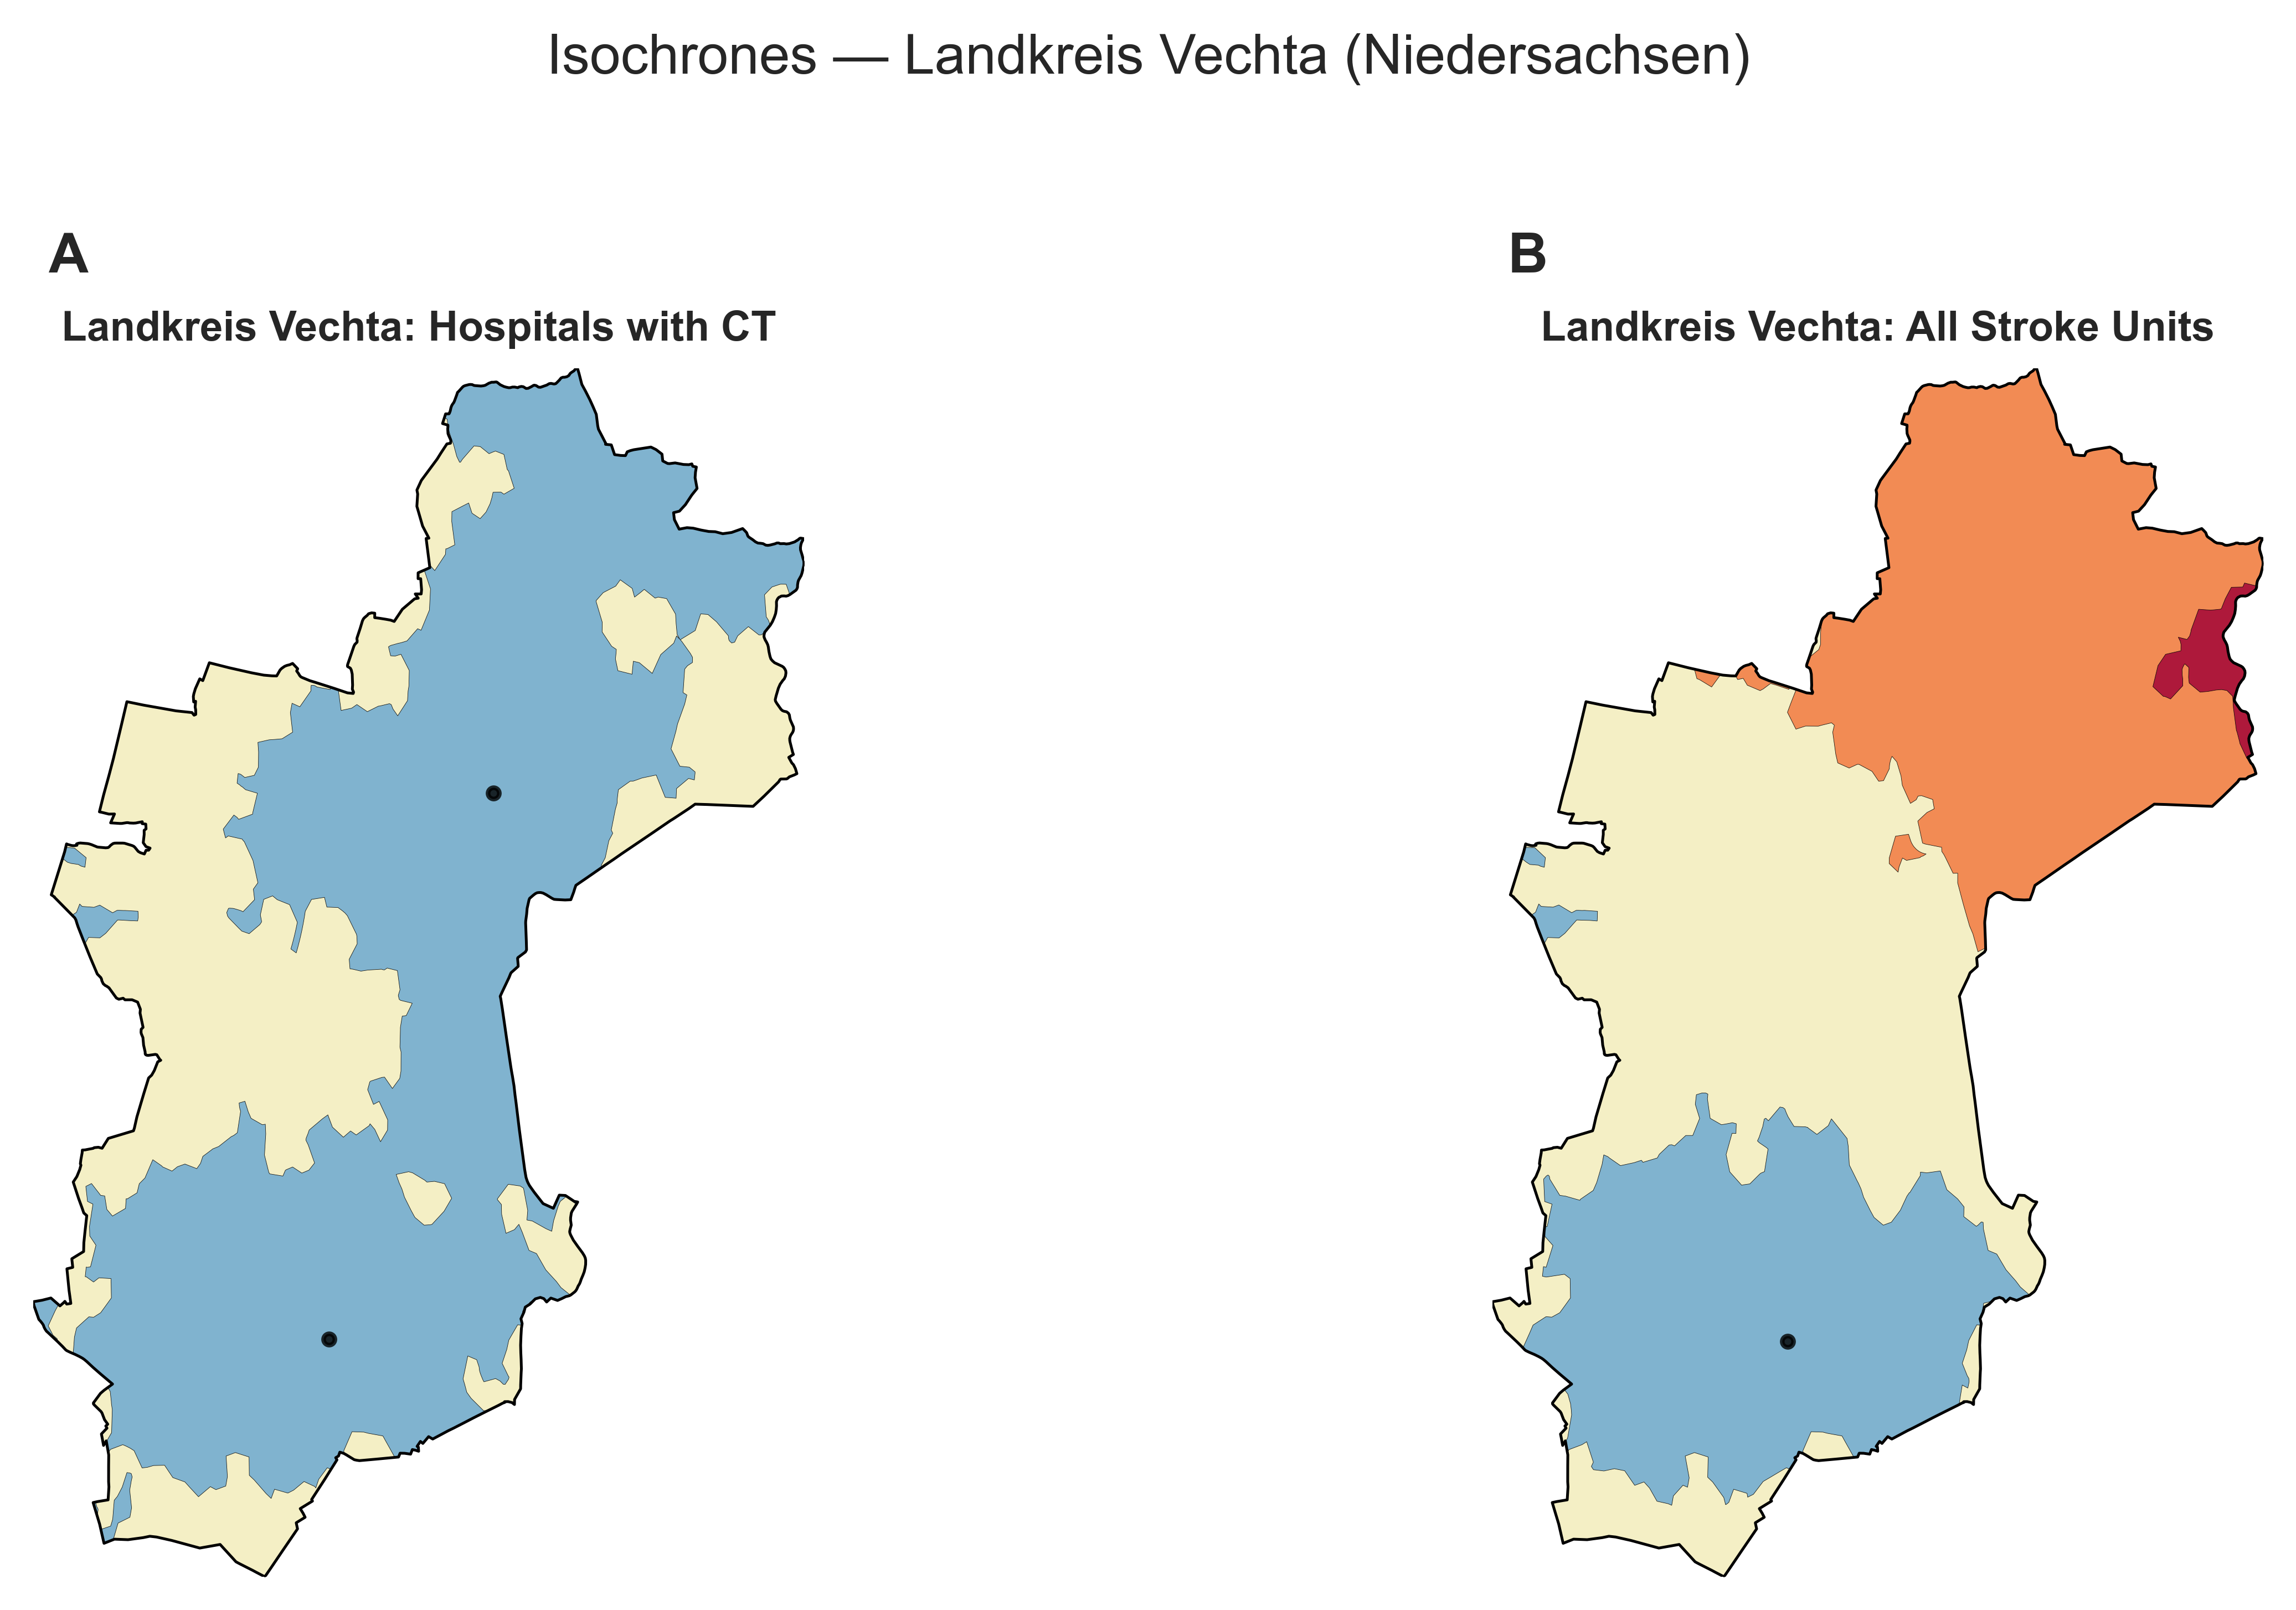 Isochrones — Landkreis Vechta (Niedersachsen)
A
Landkreis Vechta: Hospitals with CT
B
Landkreis Vechta: All Stroke Units